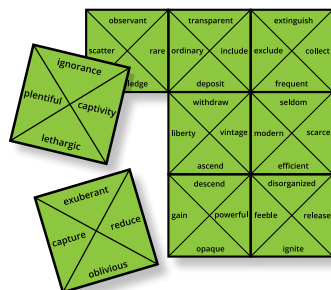 observant transparent extinguish
scatter rare ordinary include exclude collect
deposit frequent
ignorance
plentiful captivity
lethargic
withdraw seldom
liberty vintage modern scarce
ascend efficient
descend disorganized
gain powerful feeble release
opaque ignite
exuberant
capture reduce
oblivious